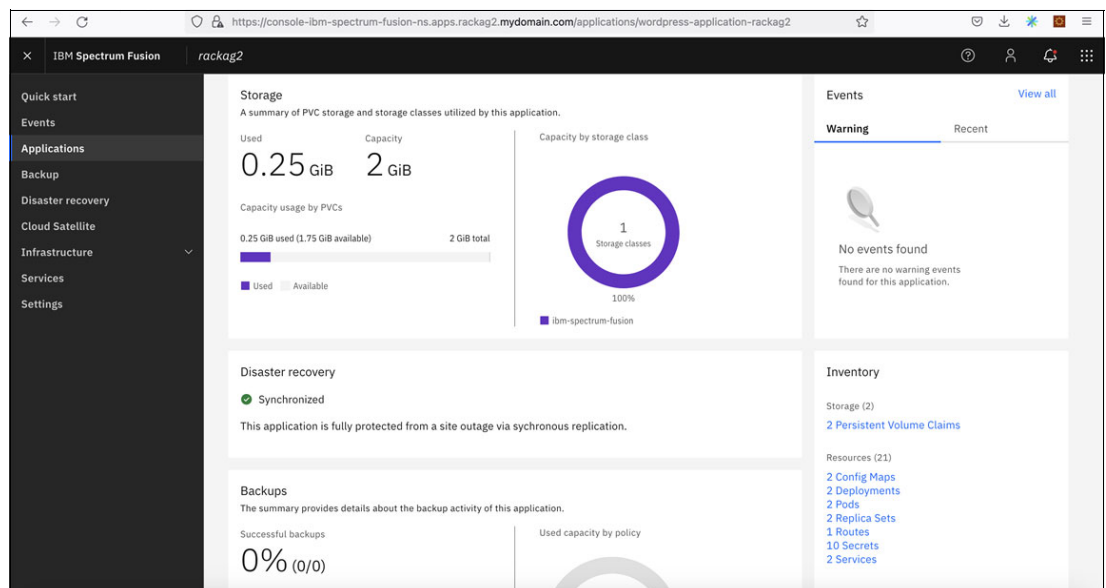 https://console-ibm-spectrum-fusion-ns.apps.rackag2.mydomain.com/applications/wordpress-application-rackag2
IBM Spectrum Fusion
rackag2
Quick start
Events
Applications
Backup
Disaster recovery
Cloud Satellite
Infrastructure
Services
Settings
Storage
A summary of PVC storage and storage classes utilized by this application.
Used
Capacity
0.25 GiB
2 GiB
Capacity usage by PVCs
0.25 GiB used (1.75 GiB available)
2 GiB total
Used
Available
Capacity by storage class
1
Storage classes
100%
ibm-spectrum-fusion
Events
View all
Warning
Recent
No events found
There are no warning events
found for this application.
Disaster recovery
Synchronized
This application is fully protected from a site outage via sychronous replication.
Inventory
Storage (2)
2 Persistent Volume Claims
Resources (21)
2 Config Maps
2 Deployments
2 Pods
2 Replica Sets
1 Routes
10 Secrets
2 Services
Backups
The summary provides details about the backup activity of this application.
Successful backups
0% (0/0)
Used capacity by policy